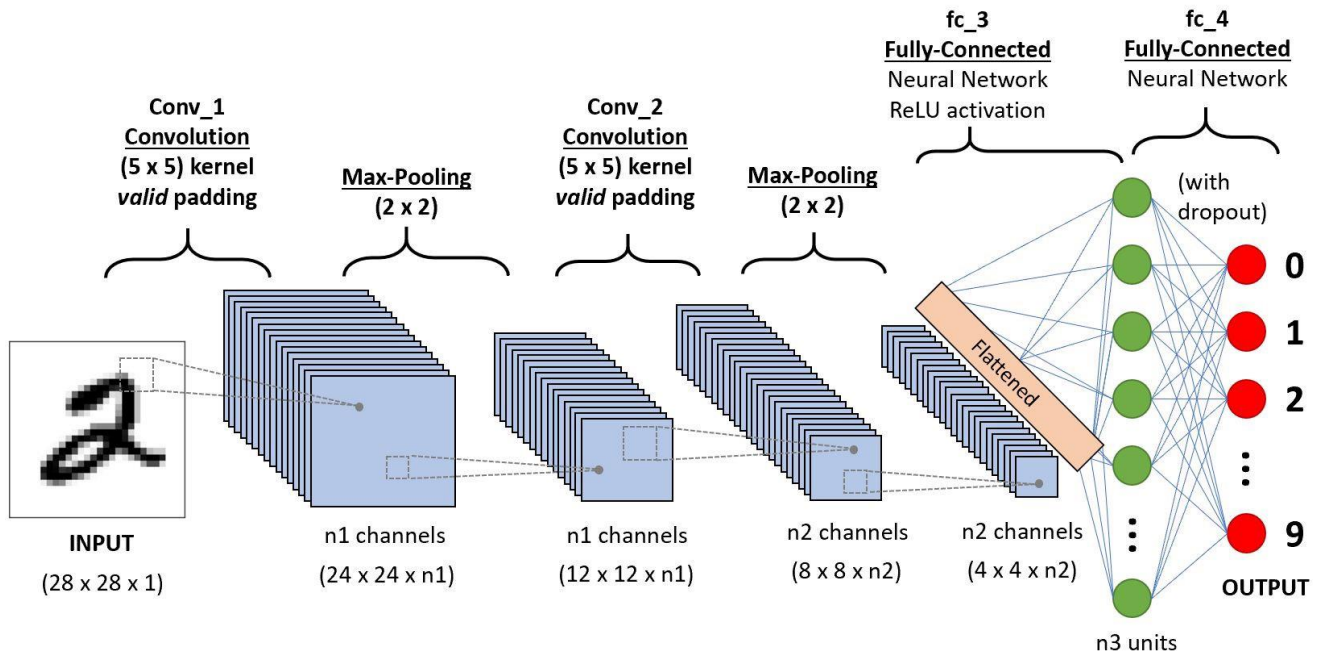 fc_3
Fully-Connected
Neural Network
ReLU activation
fc_4
Fully-Connected
Neural Network
Conv_1
Convolution
(5 x 5) kernel
valid padding
Max-Pooling
(2 x 2)
Conv_2
Convolution
(5 x 5) kernel
valid padding
Max-Pooling
(2 x 2)
(with
dropout)
Flattened
0
1
2
9
INPUT
(28 x 28 x 1)
n1 channels
(24 x 24 x n1)
n1 channels
(12 x 12 x n1)
n2 channels
(8 x 8 x n2)
n2 channels
(4 x 4 x n2)
OUTPUT
n3 units
2